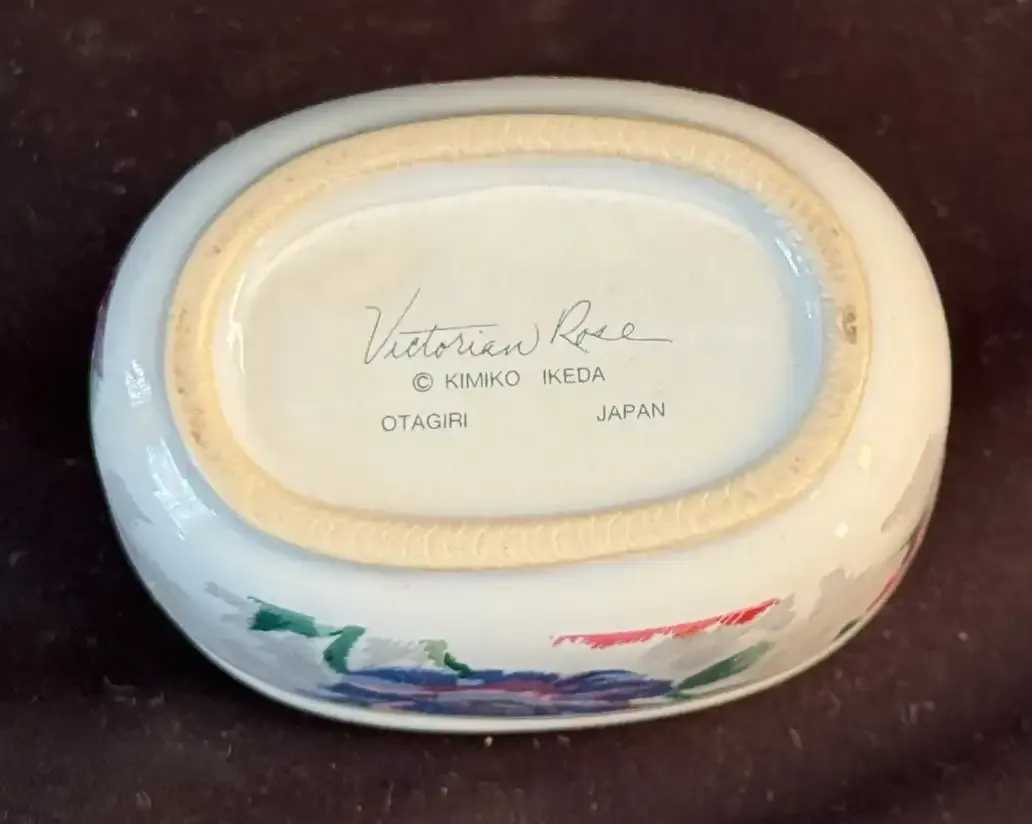 Victorian Rose
© KIMIKO IKEDA
OTAGIRI JAPAN